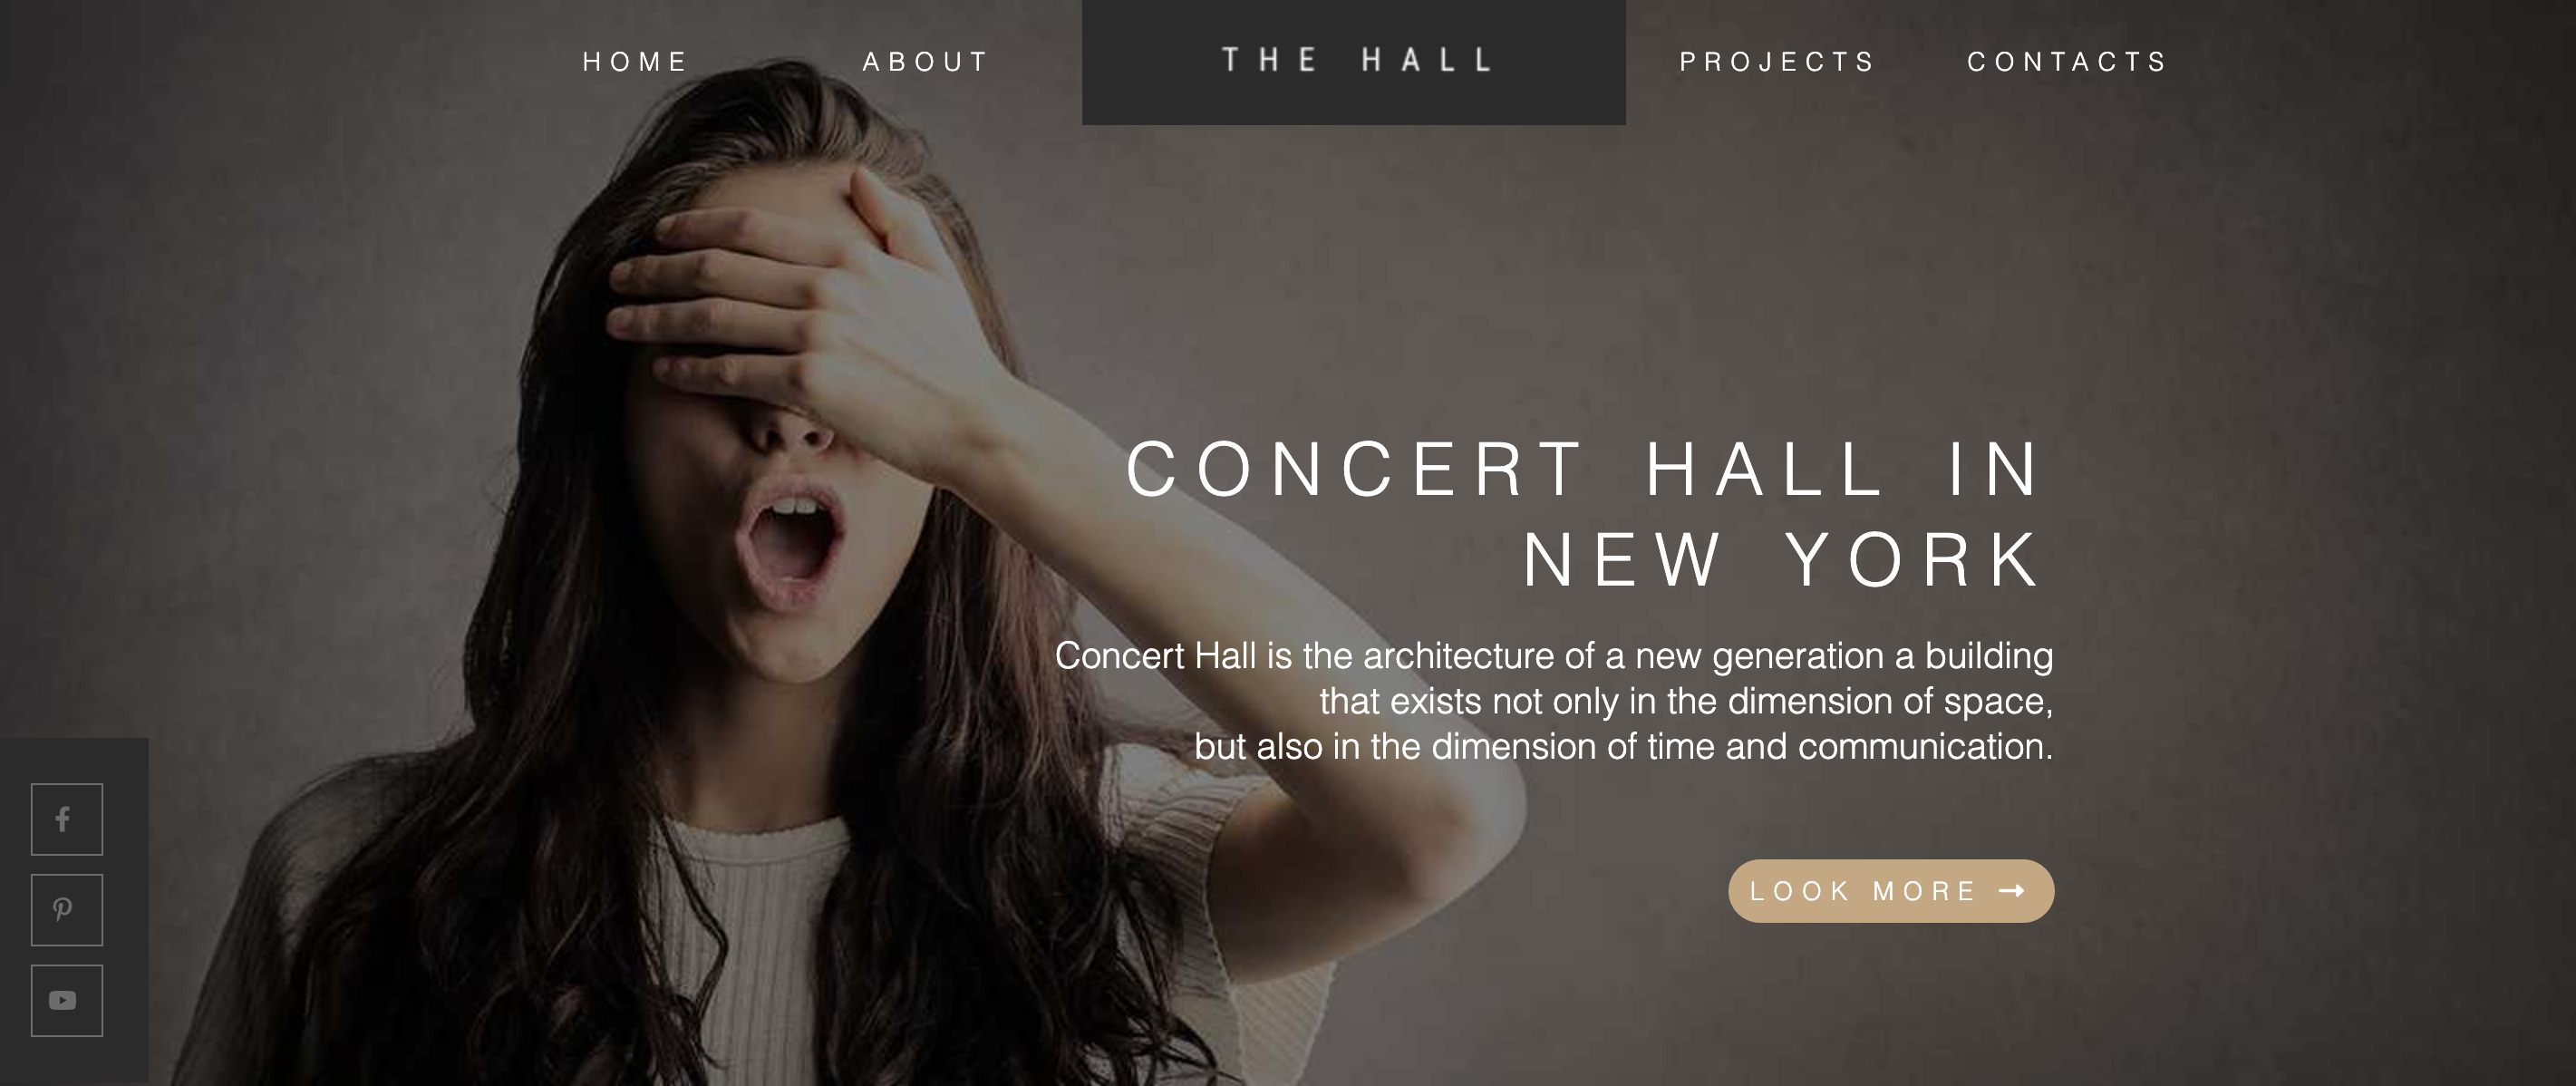 HOME
ABOUT
THE HALL
PROJECTS
CONTACTS
CONCERT HALL IN
NEW YORK
Concert Hall is the architecture of a new generation a building
that exists not only in the dimension of space,
but also in the dimension of time and communication.
LOOK MORE